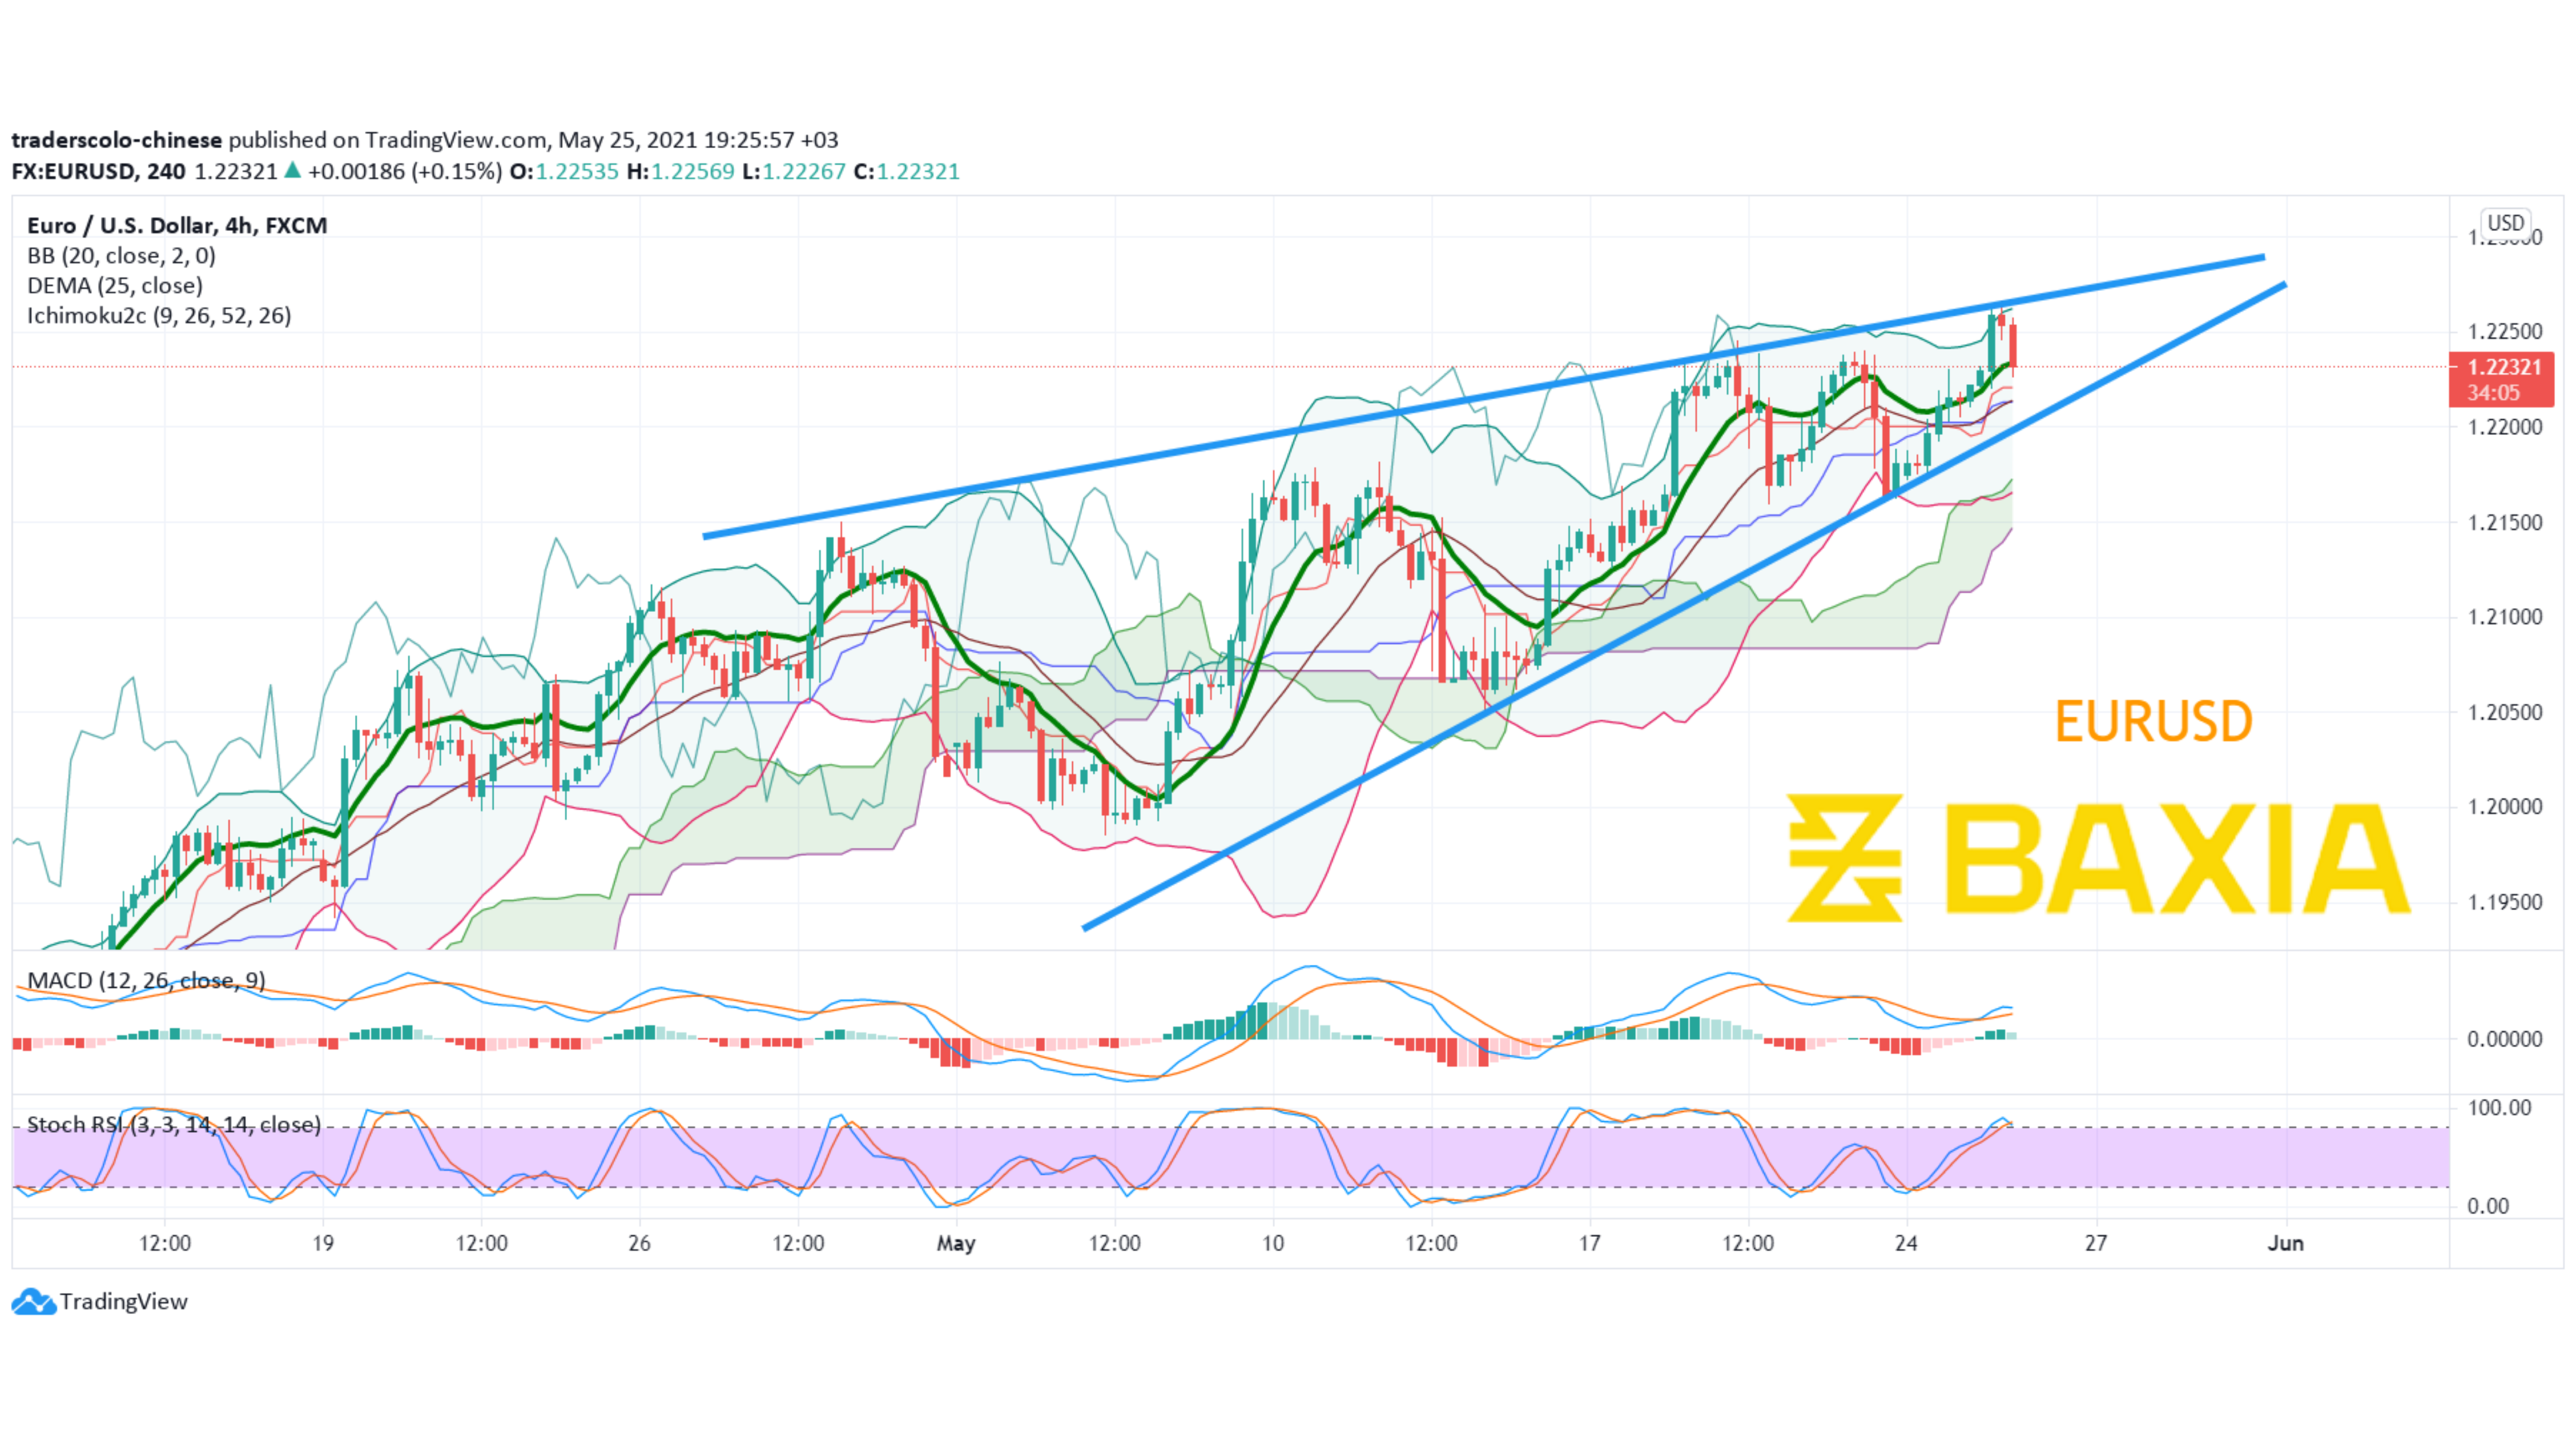 traderscolo-chinese published on TradingView.com, May 25, 2021 19:25:57 +03
FX:EURUSD, 240 1.22321 ▲ +0.00186 (+0.15%) O:1.22535 H:1.22569 L:1.22267 C:1.22321
Euro / U.S. Dollar, 4h, FXCM
BB (20, close, 2, 0)
DEMA (25, close)
Ichimoku2c (9, 26, 52, 26)
USD
1.22500
1.22321
34:05
1.22000
1.21500
1.21000
1.20500
1.20000
1.19500
EURUSD
BAXIA
MACD (12, 26, close, 9)
0.00000
Stoch RSI (3, 3, 14, 14, close)
100.00
0.00
12:00 19 12:00 26 12:00 May 12:00 10 12:00 17 12:00 24 27 Jun
TradingView